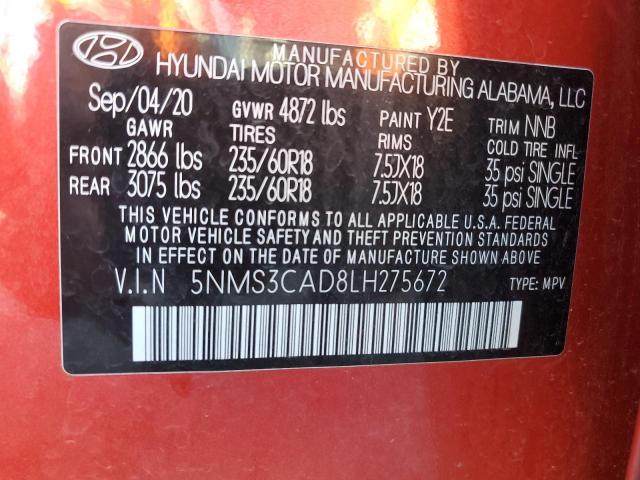 MANUFACTURED BY
HYUNDAI MOTOR MANUFACTURING ALABAMA, LLC
Sep/04/20 GVWR 4872 lbs PAINT Y2E TRIM NNB
GAWR TIRES RIMS COLD TIRE INFL
FRONT 2866 lbs 235/60R18 7.5JX18 35 psi SINGLE
REAR 3075 lbs 235/60R18 7.5JX18 35 psi SINGLE
THIS VEHICLE CONFORMS TO ALL APPLICABLE U.S.A. FEDERAL
MOTOR VEHICLE SAFETY AND THEFT PREVENTION STANDARDS
IN EFFECT ON THE DATE OF MANUFACTURE SHOWN ABOVE
V.I.N 5NMS3CAD8LH275672 TYPE: MPV